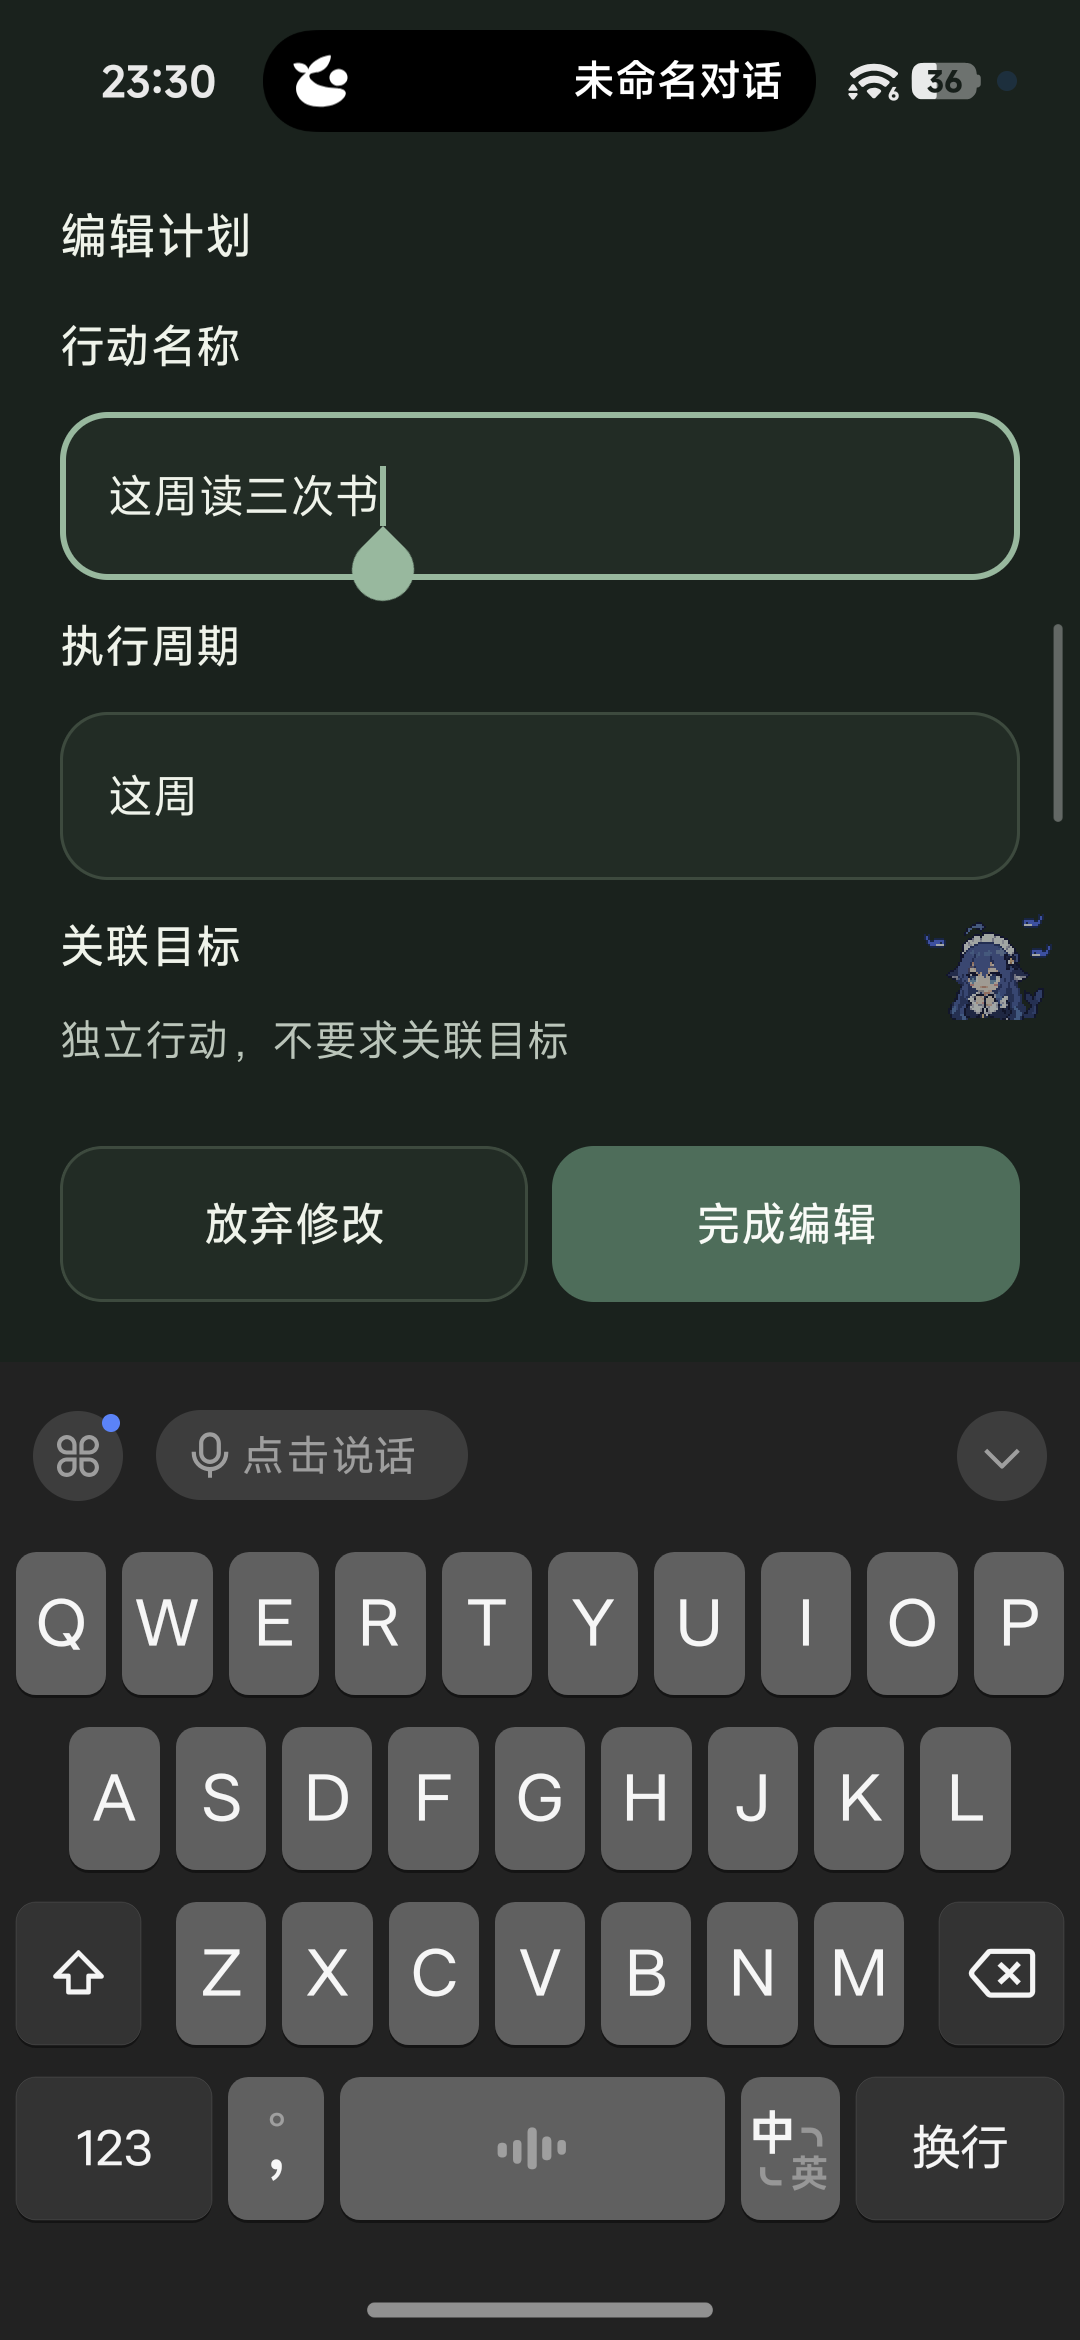 23:30
未命名对话
6
36
编辑计划
行动名称
这周读三次书
执行周期
这周
关联目标
独立行动，不要求关联目标
放弃修改
完成编辑
点击说话
Q W E R T Y U I O P
A S D F G H J K L
Z X C V B N M
123
。
，
中
英
换行